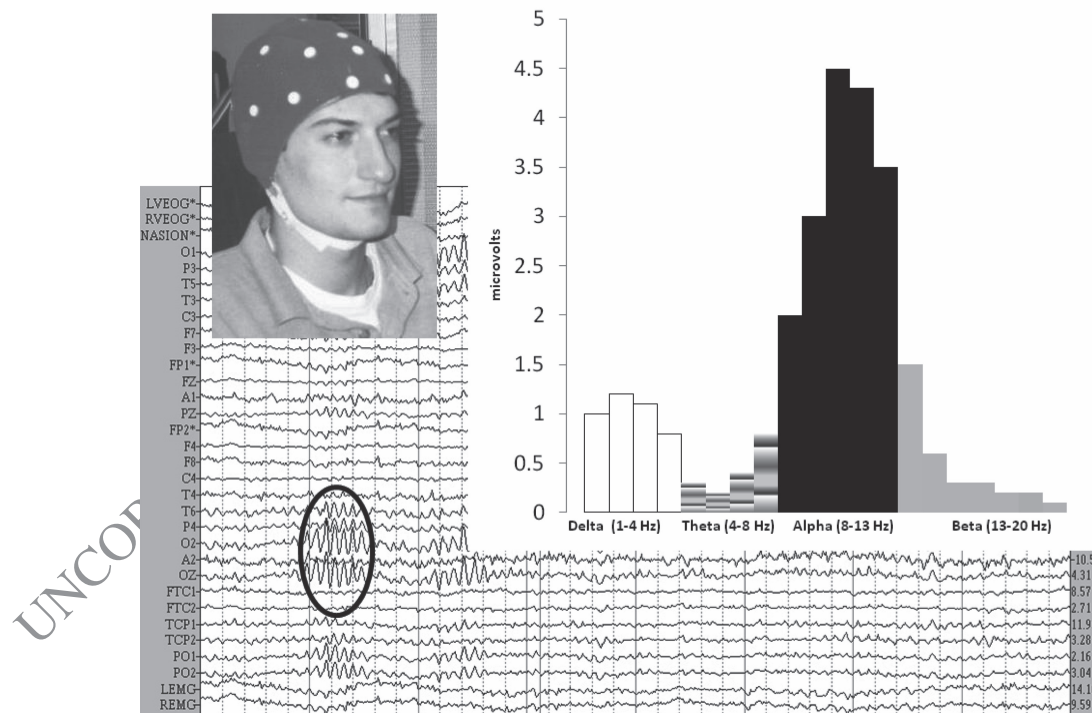 5
4.5
4
3.5
3
2.5
2
1.5
1
0.5
0
microvolts
Delta (1-4 Hz) Theta (4-8 Hz) Alpha (8-13 Hz) Beta (13-20 Hz)
LVEOG*
RVEOG*
NASION*
O1
P3
T5
T3
C3
F7
F3
FP1*
FZ
A1
PZ
FP2*
F4
F8
C4
T4
T6
P4
O2
A2
OZ
FTC1
FTC2
TCP1
TCP2
PO1
PO2
LEMG
REMG
10.5
4.31
8.57
2.71
11.9
3.28
2.16
3.04
14.1
9.56
UNCOR